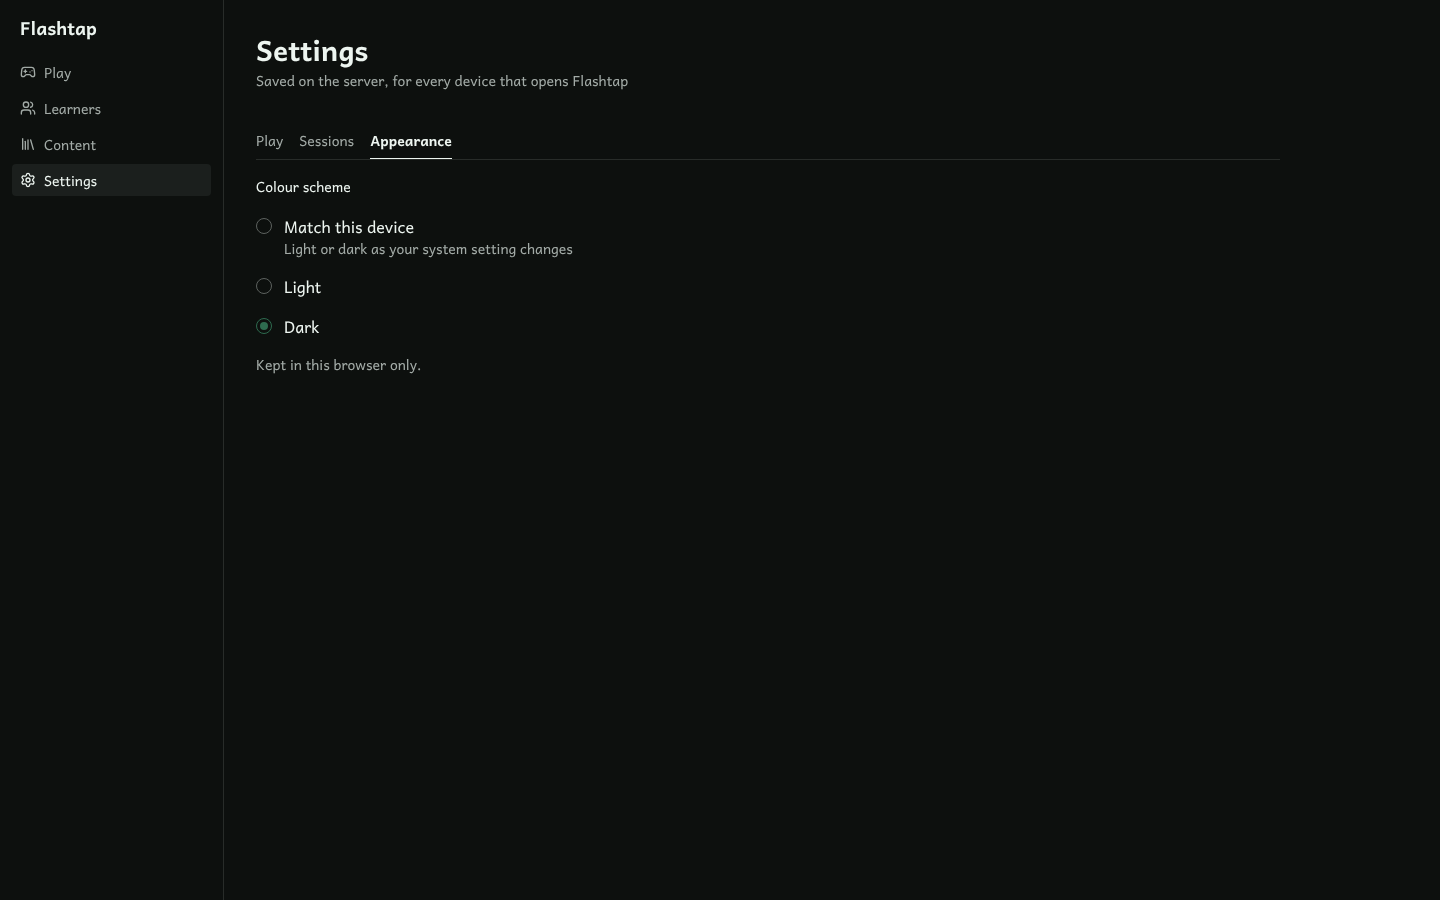 Flashtap
Play
Learners
Content
Settings
Settings
Saved on the server, for every device that opens Flashtap
Play Sessions Appearance
Colour scheme
Match this device
Light or dark as your system setting changes
Light
Dark
Kept in this browser only.